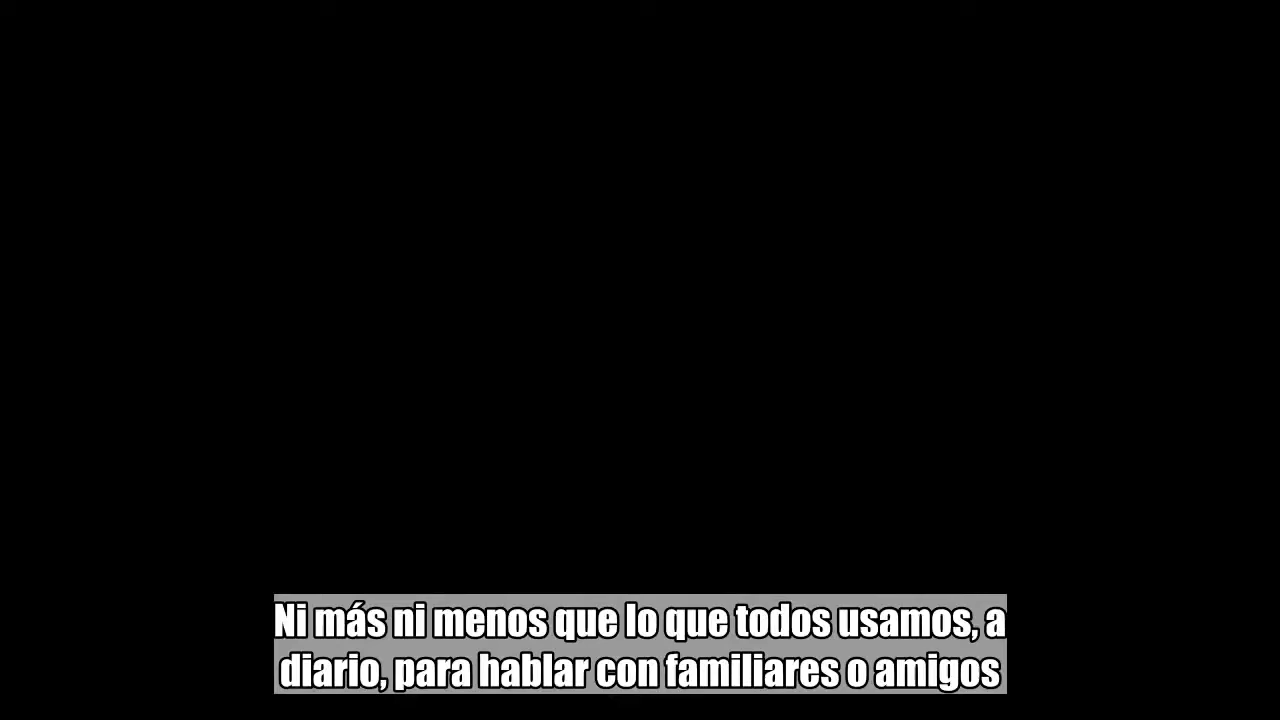 Ni más ni menos que lo que todos usamos, a
diario, para hablar con familiares o amigos